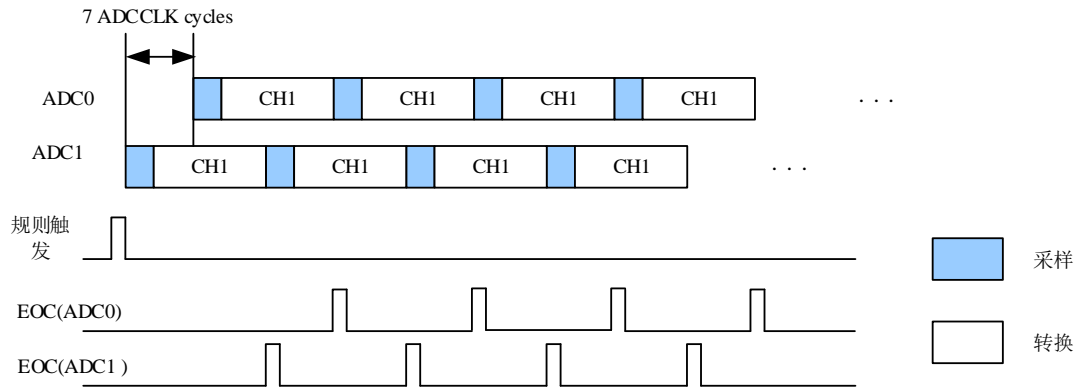 7 ADCCLK cycles
ADC0
CH1 CH1 CH1 CH1
· · ·
ADC1
CH1 CH1 CH1 CH1
· · ·
规则触
发
采样
EOC(ADC0)
转换
EOC(ADC1 )